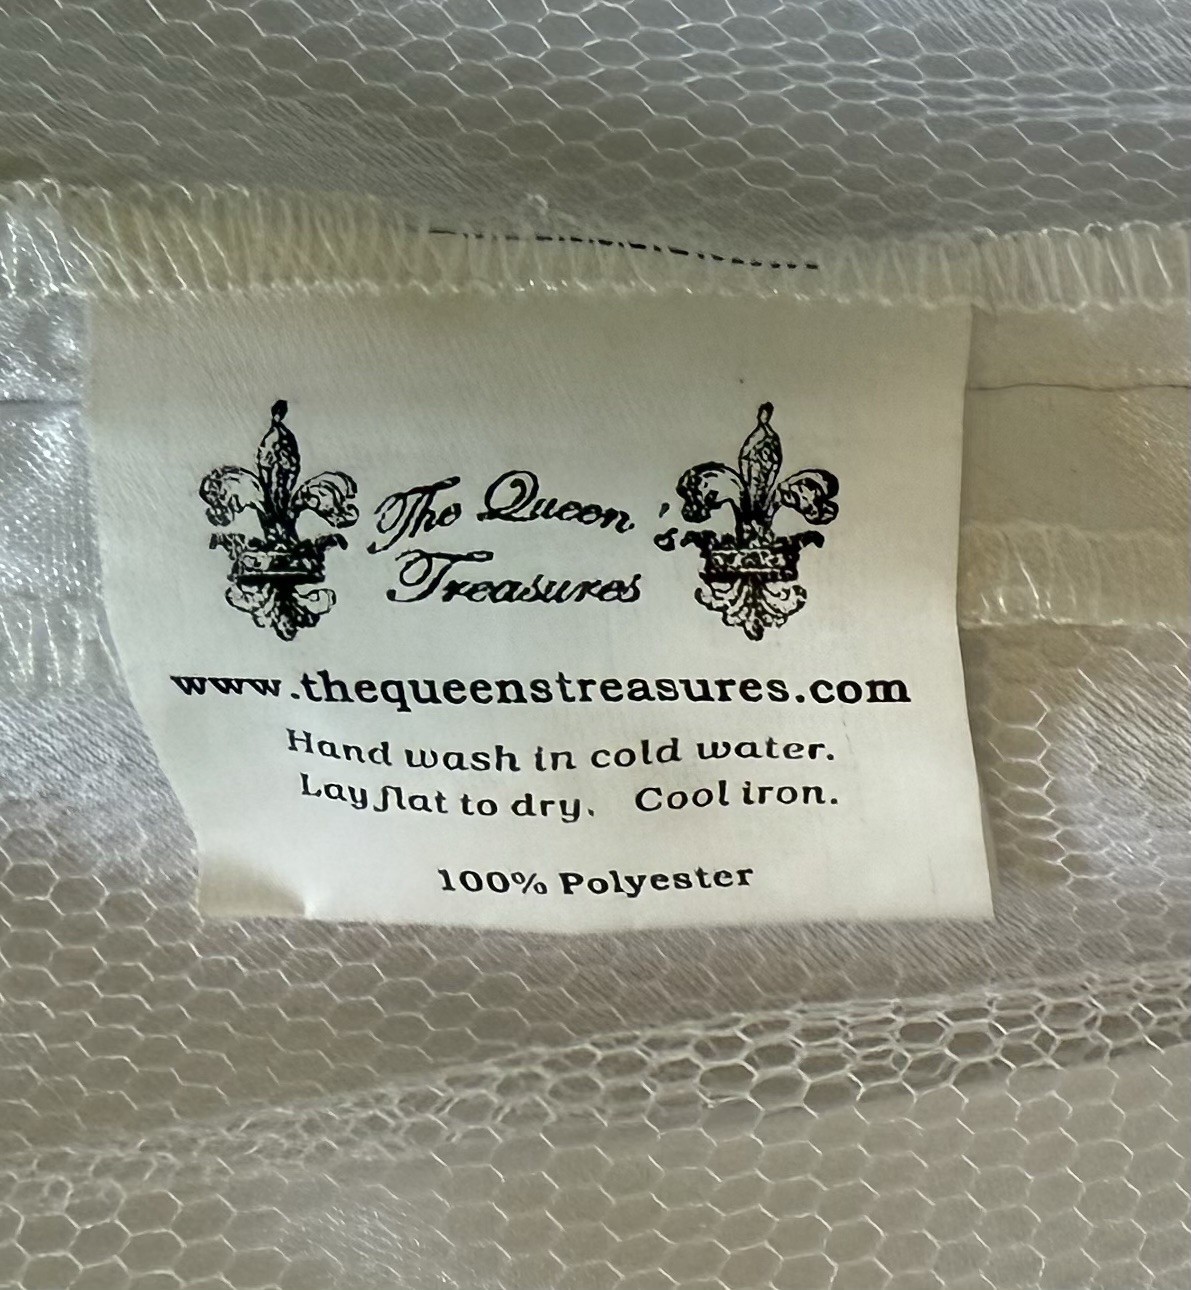 The Queen's
Treasures
www.thequeenstreasures.com
Hand wash in cold water.
Lay flat to dry. Cool iron.
100% Polyester